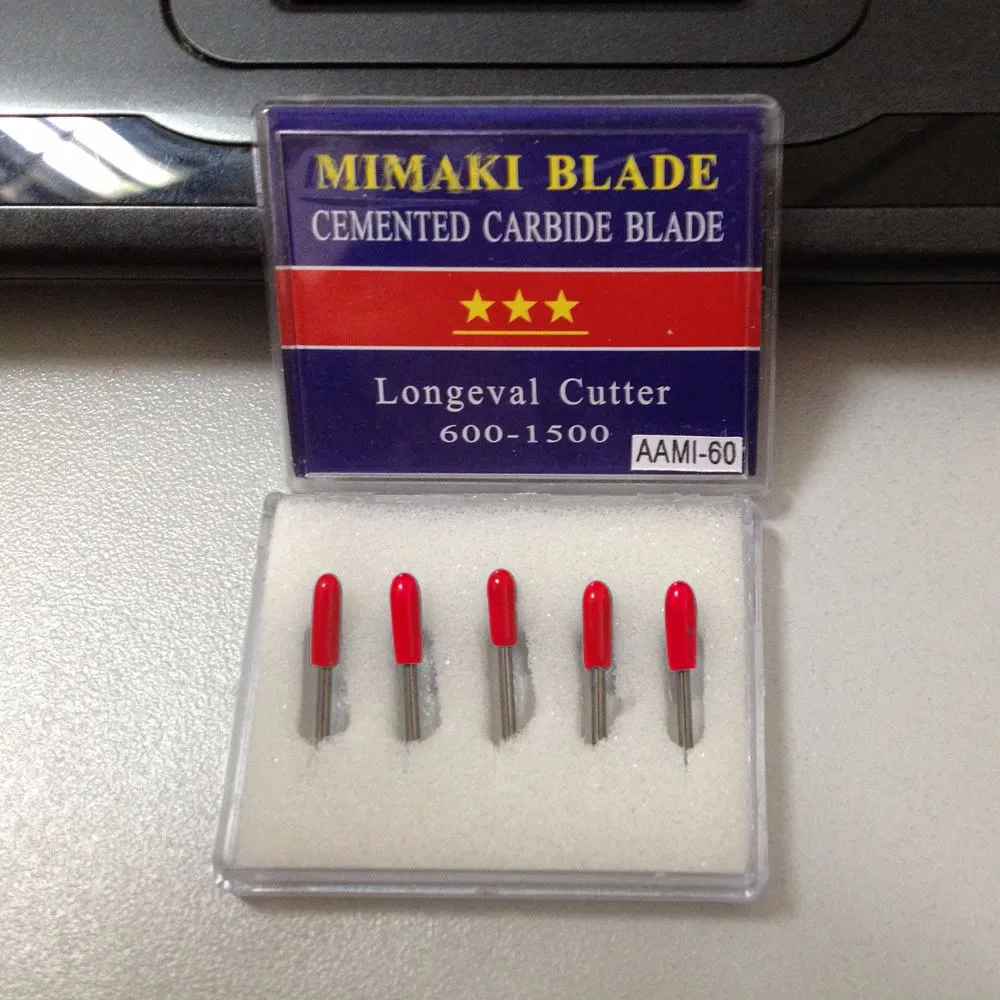 MIMAKI BLADE
CEMENTED CARBIDE BLADE
Longeval Cutter
600-1500
AAMI-60